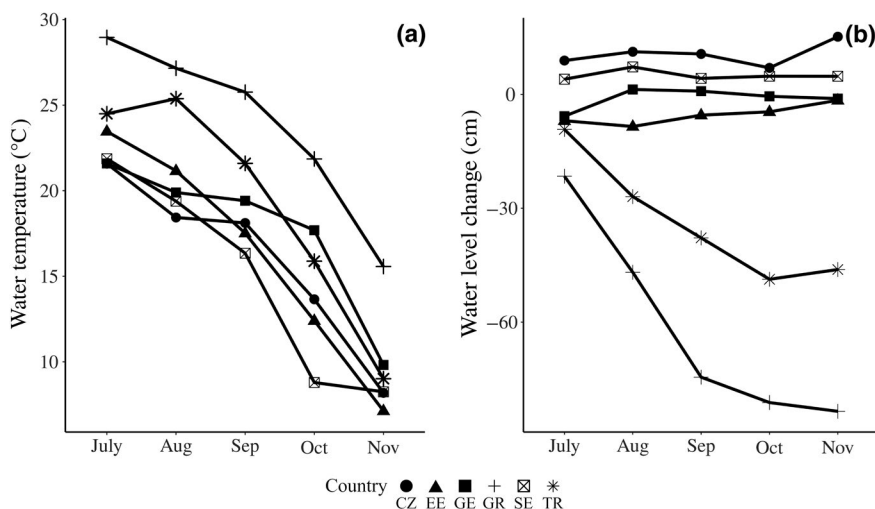 (a)
Water temperature (°C)
30
25
20
15
10
July Aug Sep Oct Nov
(b)
Water level change (cm)
0
−30
−60
July Aug Sep Oct Nov
Country
CZ EE GE GR SE TR